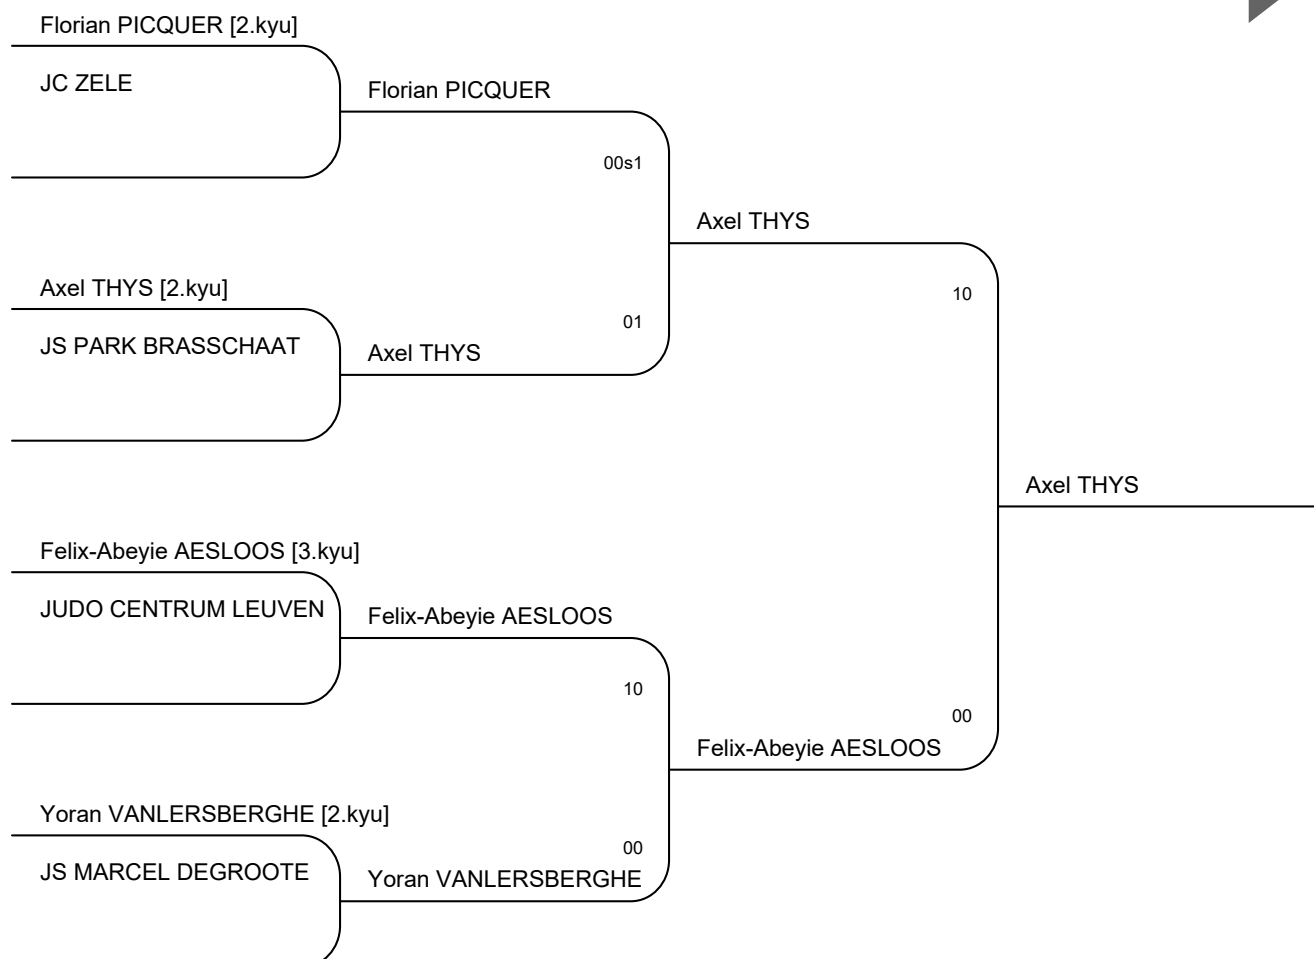 Florian PICQUER [2.kyu]
JC ZELE
Florian PICQUER
00s1
Axel THYS
10
Axel THYS [2.kyu]
01
JS PARK BRASSCHAAT
Axel THYS
Axel THYS
Felix-Abeyie AESLOOS [3.kyu]
JUDO CENTRUM LEUVEN
Felix-Abeyie AESLOOS
10
00
Felix-Abeyie AESLOOS
Yoran VANLERSBERGHE [2.kyu]
00
JS MARCEL DEGROOTE
Yoran VANLERSBERGHE